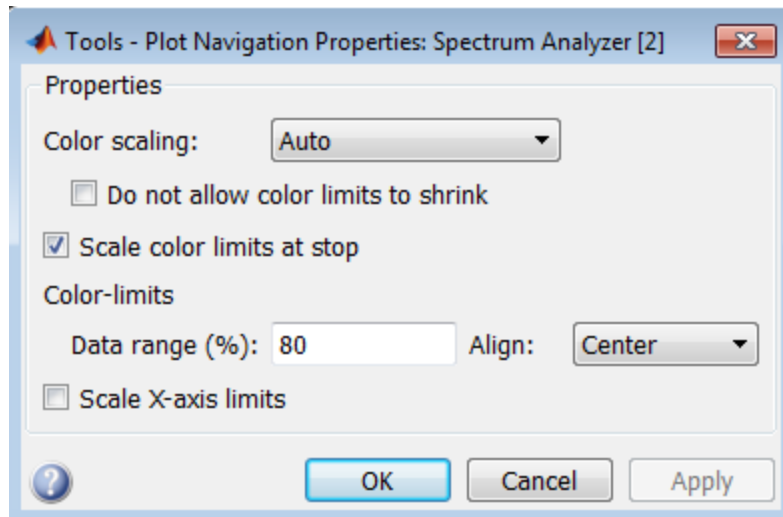 Tools - Plot Navigation Properties: Spectrum Analyzer [2]
Properties
Color scaling: Auto
Do not allow color limits to shrink
Scale color limits at stop
Color-limits
Data range (%): 80 Align: Center
Scale X-axis limits
? OK Cancel Apply